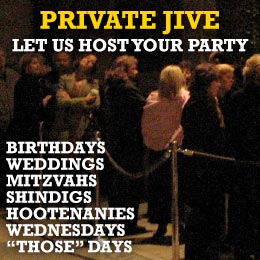 PRIVATE JIVE
LET US HOST YOUR PARTY
BIRTHDAYS
WEDDINGS
MITZVAHS
SHINDIGS
HOOTENANIES
WEDNESDAYS
“THOSE” DAYS